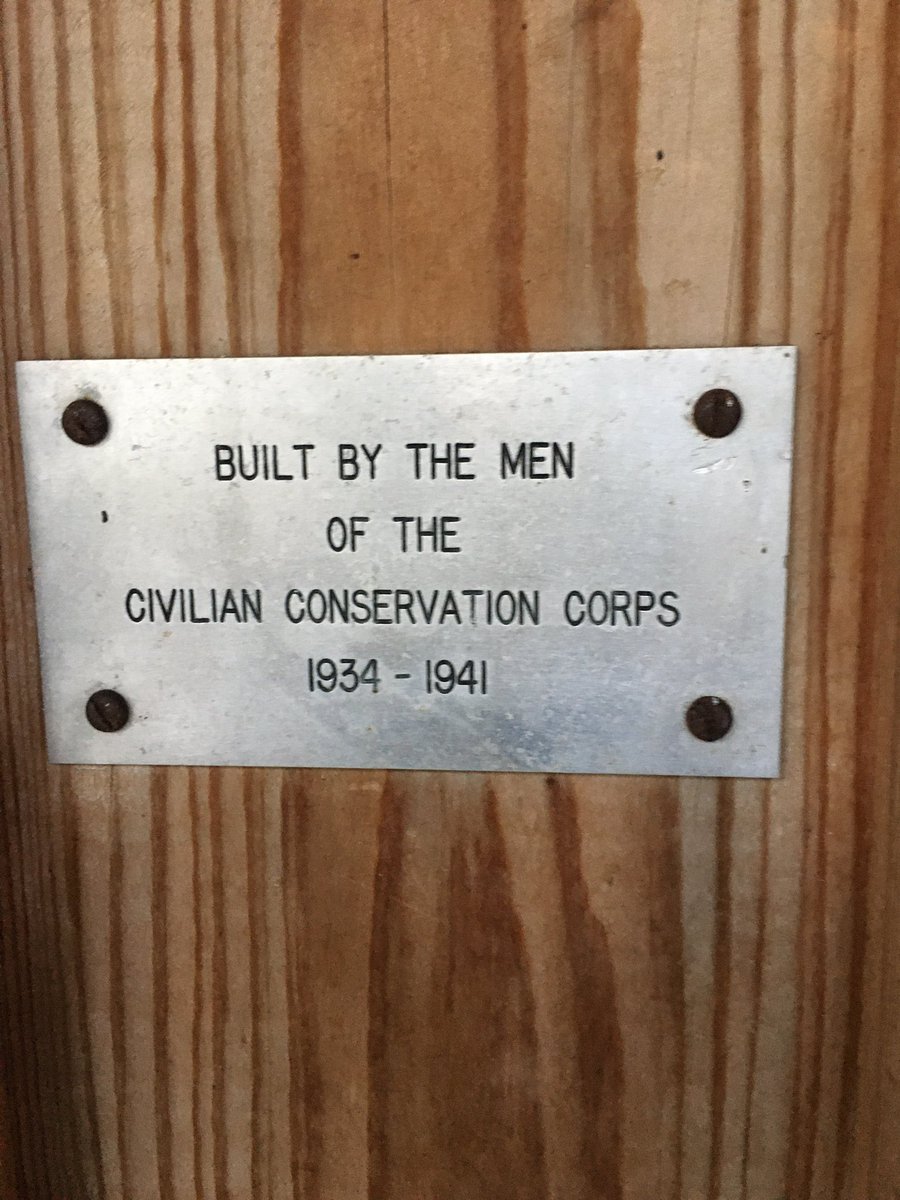 BUILT BY THE MEN
OF THE
CIVILIAN CONSERVATION CORPS
1934 - 1941